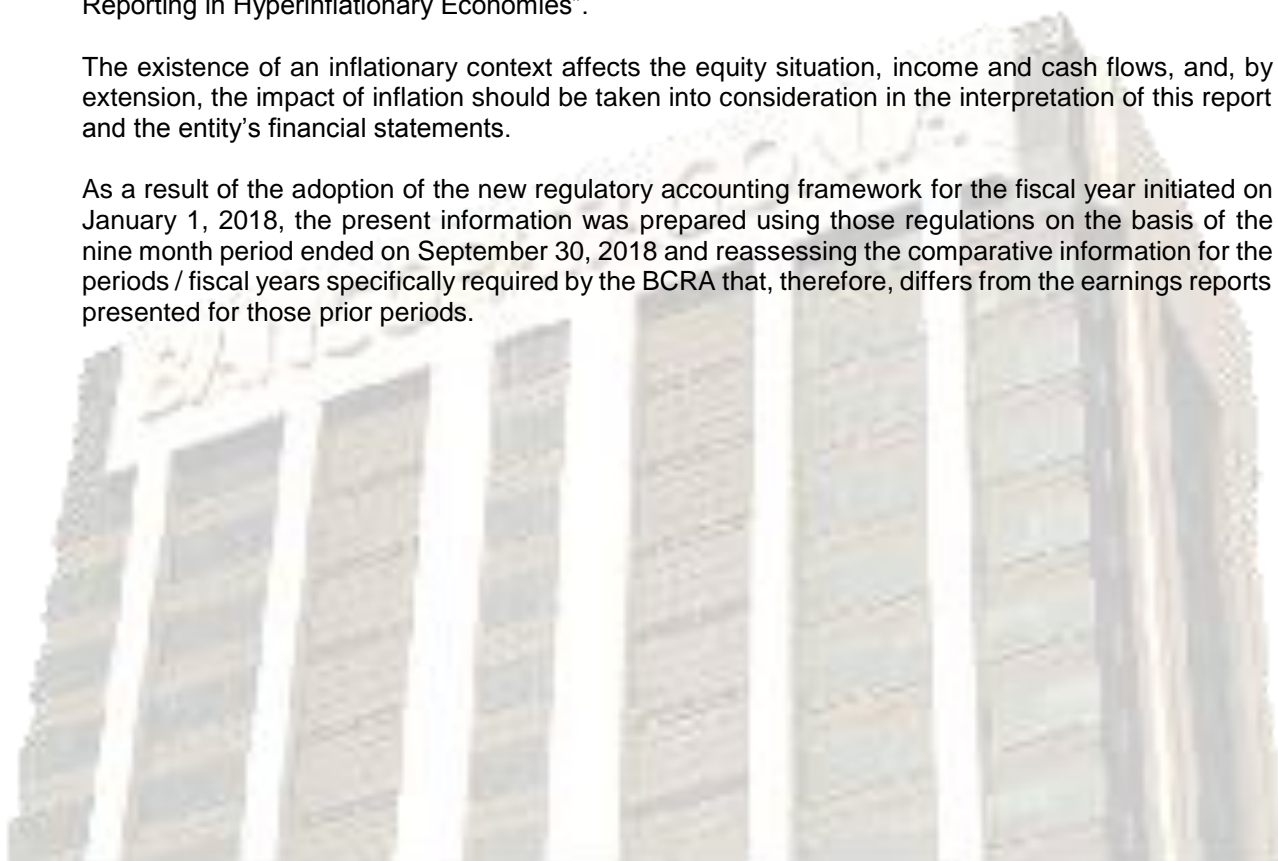 Reporting in Hyperinflationary Economies".
The existence of an inflationary context affects the equity situation, income and cash flows, and, by
extension, the impact of inflation should be taken into consideration in the interpretation of this report
and the entity's financial statements.
As a result of the adoption of the new regulatory accounting framework for the fiscal year initiated on
January 1, 2018, the present information was prepared using those regulations on the basis of the
nine month period ended on September 30, 2018 and reassessing the comparative information for the
periods / fiscal years specifically required by the BCRA that, therefore, differs from the earnings reports
presented for those prior periods.